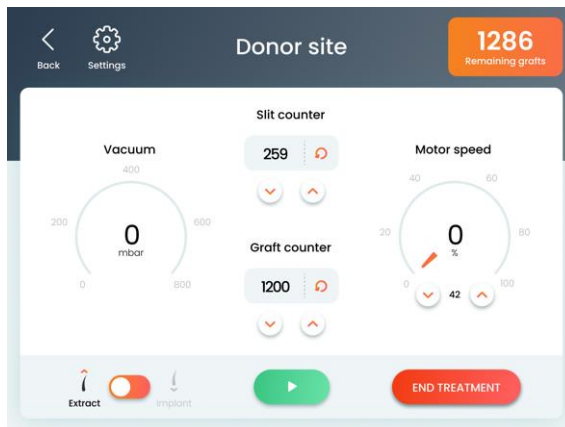 Donor site
1286
Remaining grafts
Back
Settings
Slit counter
259
Vacuum
400
200
600
0
mbar
0
800
Graft counter
1200
Motor speed
40
60
20
80
0
%
0
100
42
Extract
Implant
END TREATMENT